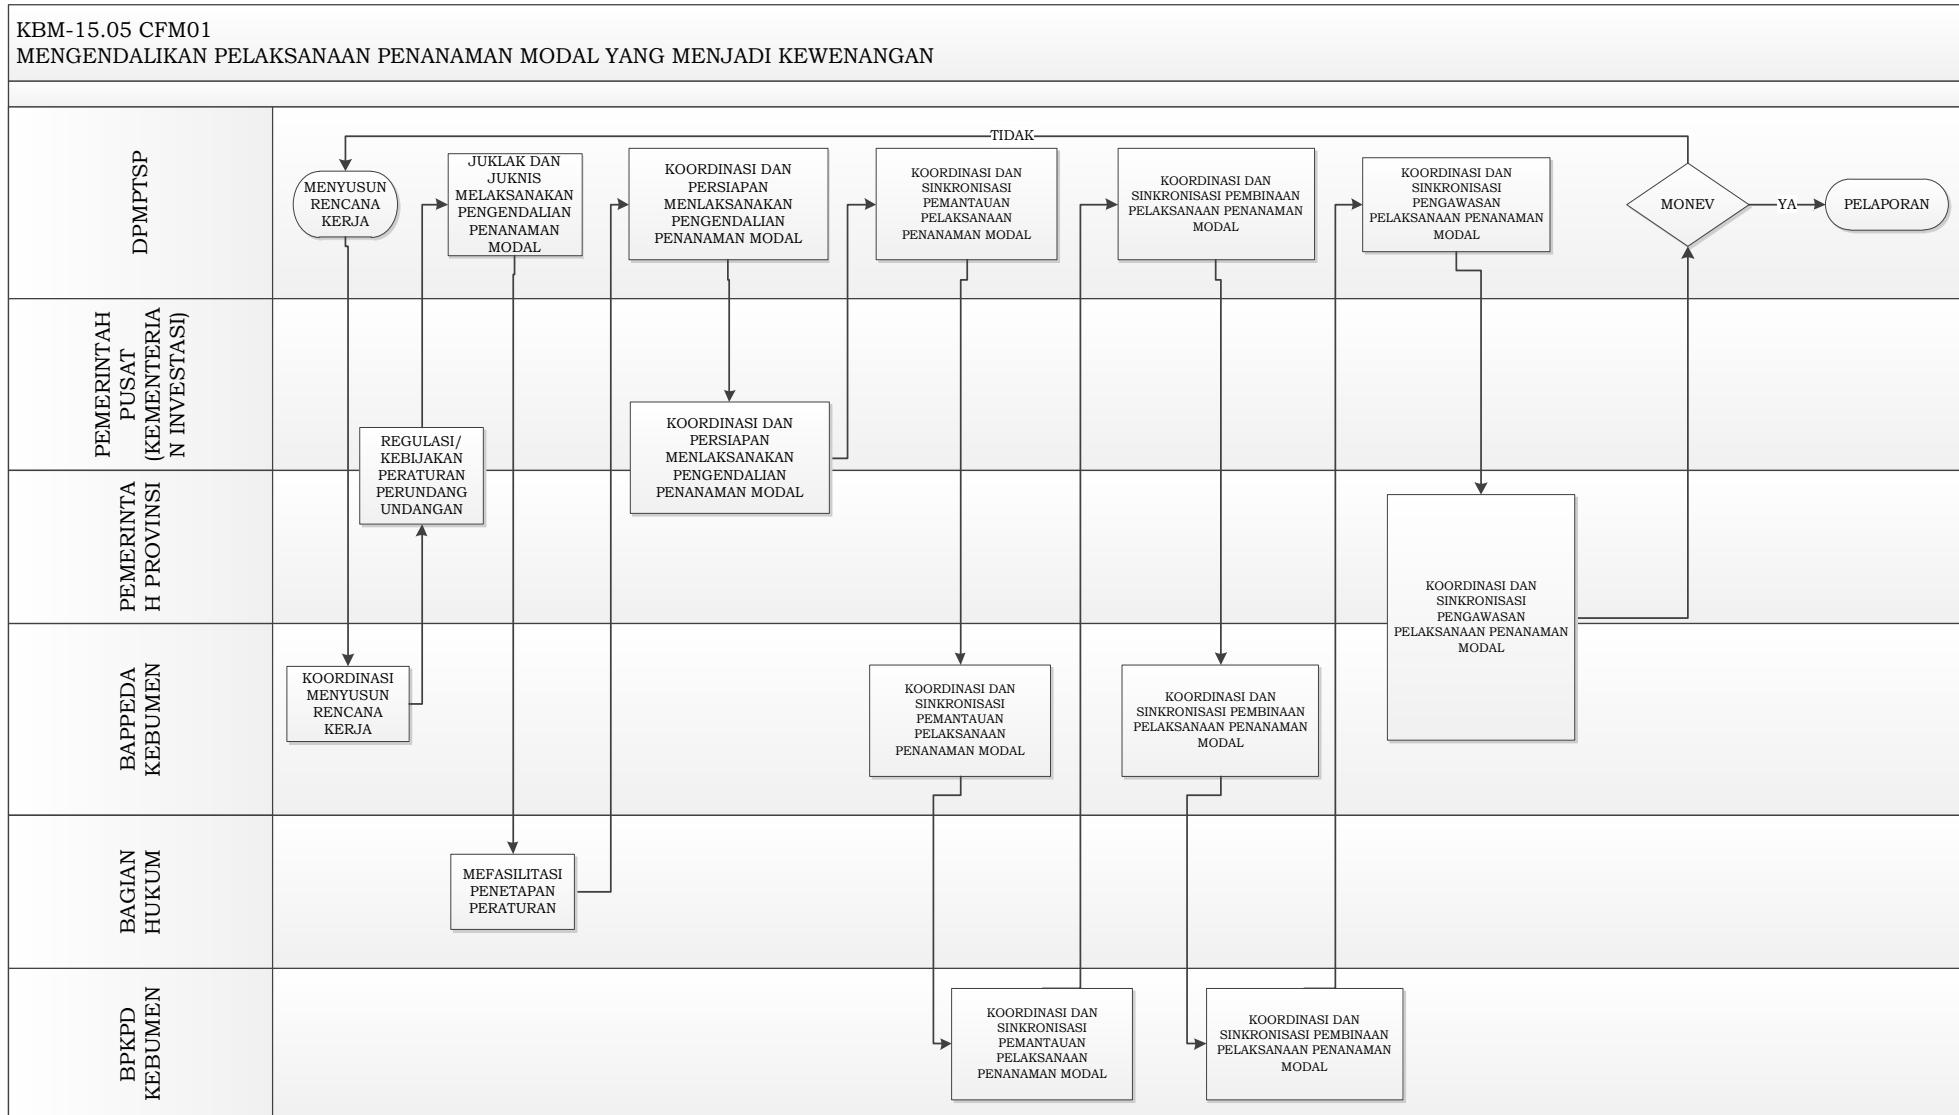 KBM-15.05 CFM01
MENGENDALIKAN PELAKSANAAN PENANAMAN MODAL YANG MENJADI KEWENANGAN
DPMPTSP
TIDAK
MENYUSUN
RENCANA
KERJA
JUKLAK DAN
JUKNIS
MELAKSANAKAN
PENGENDALIAN
PENANAMAN
MODAL
KOORDINASI DAN
PERSIAPAN
MENLAKSANAKAN
PENGENDALIAN
PENANAMAN MODAL
KOORDINASI DAN
SINKRONISASI
PEMANTAUAN
PELAKSANAAN
PENANAMAN MODAL
KOORDINASI DAN
SINKRONISASI PEMBINAAN
PELAKSANAAN PENANAMAN
MODAL
KOORDINASI DAN
SINKRONISASI
PENGAWASAN
PELAKSANAAN PENANAMAN
MODAL
MONEV
YA
PELAPORAN
PEMERINTAH
PUSAT
(KEMENTERIA
N INVESTASI)
REGULASI/
KEBIJAKAN
PERATURAN
PERUNDANG
UNDANGAN
KOORDINASI DAN
PERSIAPAN
MENLAKSANAKAN
PENGENDALIAN
PENANAMAN MODAL
PEMERINTA
H PROVINSI
KOORDINASI DAN
SINKRONISASI
PENGAWASAN
PELAKSANAAN PENANAMAN
MODAL
BAPPEDA
KEBUMEN
KOORDINASI
MENYUSUN
RENCANA
KERJA
KOORDINASI DAN
SINKRONISASI
PEMANTAUAN
PELAKSANAAN
PENANAMAN MODAL
KOORDINASI DAN
SINKRONISASI PEMBINAAN
PELAKSANAAN PENANAMAN
MODAL
BAGIAN
HUKUM
MEFASILITASI
PENETAPAN
PERATURAN
BPKPD
KEBUMEN
KOORDINASI DAN
SINKRONISASI
PEMANTAUAN
PELAKSANAAN
PENANAMAN MODAL
KOORDINASI DAN
SINKRONISASI PEMBINAAN
PELAKSANAAN PENANAMAN
MODAL